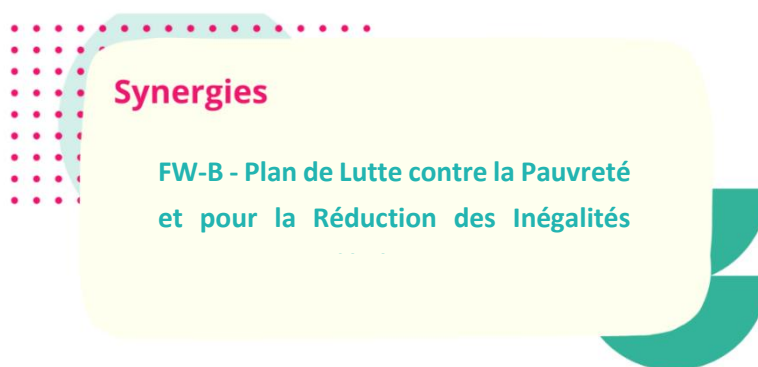 Synergies
FW-B - Plan de Lutte contre la Pauvreté
et pour la Réduction des Inégalités